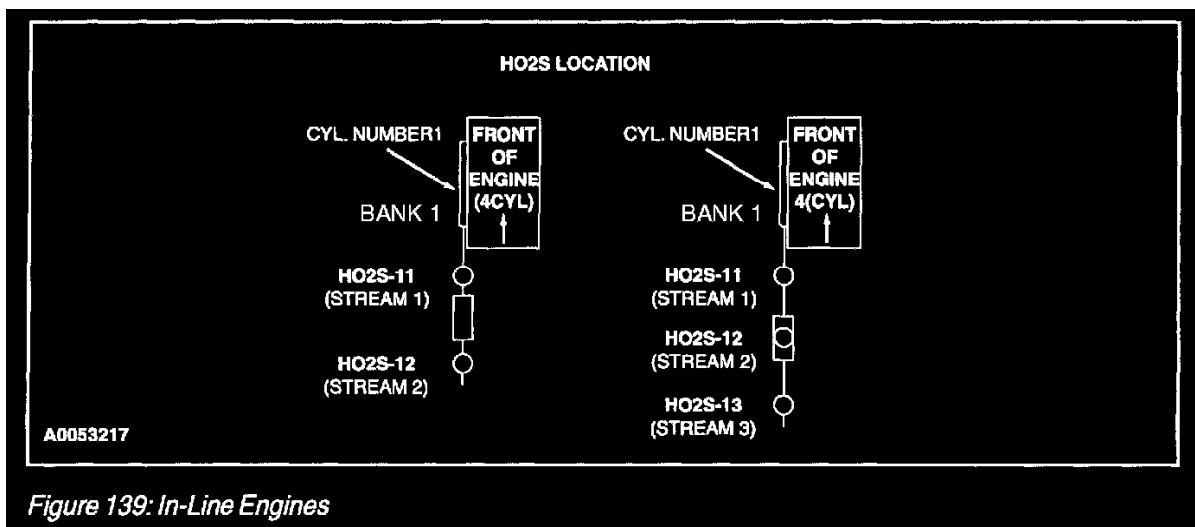 HO2S LOCATION
CYL. NUMBER1
FRONT
OF
ENGINE
(4CYL)
BANK 1
HO2S-11
(STREAM 1)
HO2S-12
(STREAM 2)
CYL. NUMBER1
FRONT
OF
ENGINE
4(CYL)
BANK 1
HO2S-11
(STREAM 1)
HO2S-12
(STREAM 2)
HO2S-13
(STREAM 3)
A0053217
Figure 139: In-Line Engines